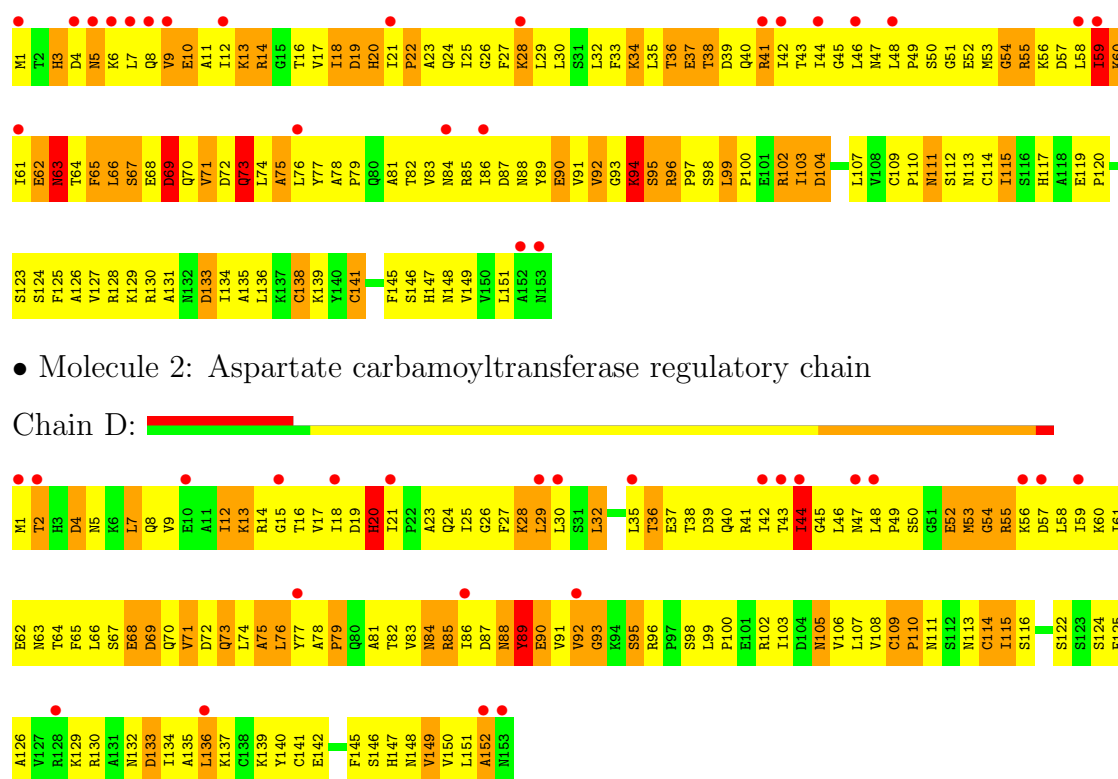 M1 T2 H3 D4 N5 K6 L7 Q8 V9 E10 A11 I12 K13 R14 G15 T16 V17 I18 D19 H20 I21 P22 A23 Q24 I25 G26 F27 K28 L29 L30 S31 L32 F33 K34 L35 T36 E37 T38 D39 Q40 R41 I42 T43 I44 G45 L46 N47 L48 P49 S50 G51 E52 M53 G54 R55 K56 D57 L58 I59 K60
I61 E62 N63 T64 F65 L66 S67 E68 D69 Q70 V71 D72 Q73 L74 A75 L76 Y77 A78 P79 Q80 A81 T82 V83 N84 R85 I86 D87 N88 Y89 E90 V91 V92 G93 K94 S95 R96 P97 S98 L99 P100 E101 R102 I103 D104 L107 V108 C109 P110 N111 S112 N113 C114 I115 S116 H117 A118 E119 P120
S123 S124 F125 A126 V127 R128 K129 R130 A131 N132 D133 I134 A135 L136 K137 C138 K139 Y140 C141 F145 S146 H147 N148 V149 V150 L151 A152 N153
• Molecule 2: Aspartate carbamoyltransferase regulatory chain
Chain D:
M1 T2 H3 D4 N5 K6 L7 Q8 V9 E10 A11 I12 K13 R14 G15 T16 V17 I18 D19 H20 I21 P22 A23 Q24 I25 G26 F27 K28 L29 L30 S31 L32 L35 T36 E37 T38 D39 Q40 R41 I42 T43 I44 G45 L46 N47 L48 P49 S50 G51 E52 M53 G54 R55 K56 D57 L58 I59 K60 I61
E62 N63 T64 F65 L66 S67 E68 D69 Q70 V71 D72 Q73 L74 A75 L76 Y77 A78 P79 Q80 A81 T82 V83 N84 R85 I86 D87 N88 Y89 E90 V91 V92 G93 K94 S95 R96 P97 S98 L99 P100 E101 R102 I103 D104 N105 V106 L107 V108 C109 P110 N111 S112 N113 C114 I115 S116 S122 S123 S124 F125
A126 V127 R128 K129 R130 A131 N132 D133 I134 A135 L136 K137 C138 K139 Y140 C141 E142 F145 S146 H147 N148 V149 V150 L151 A152 N153